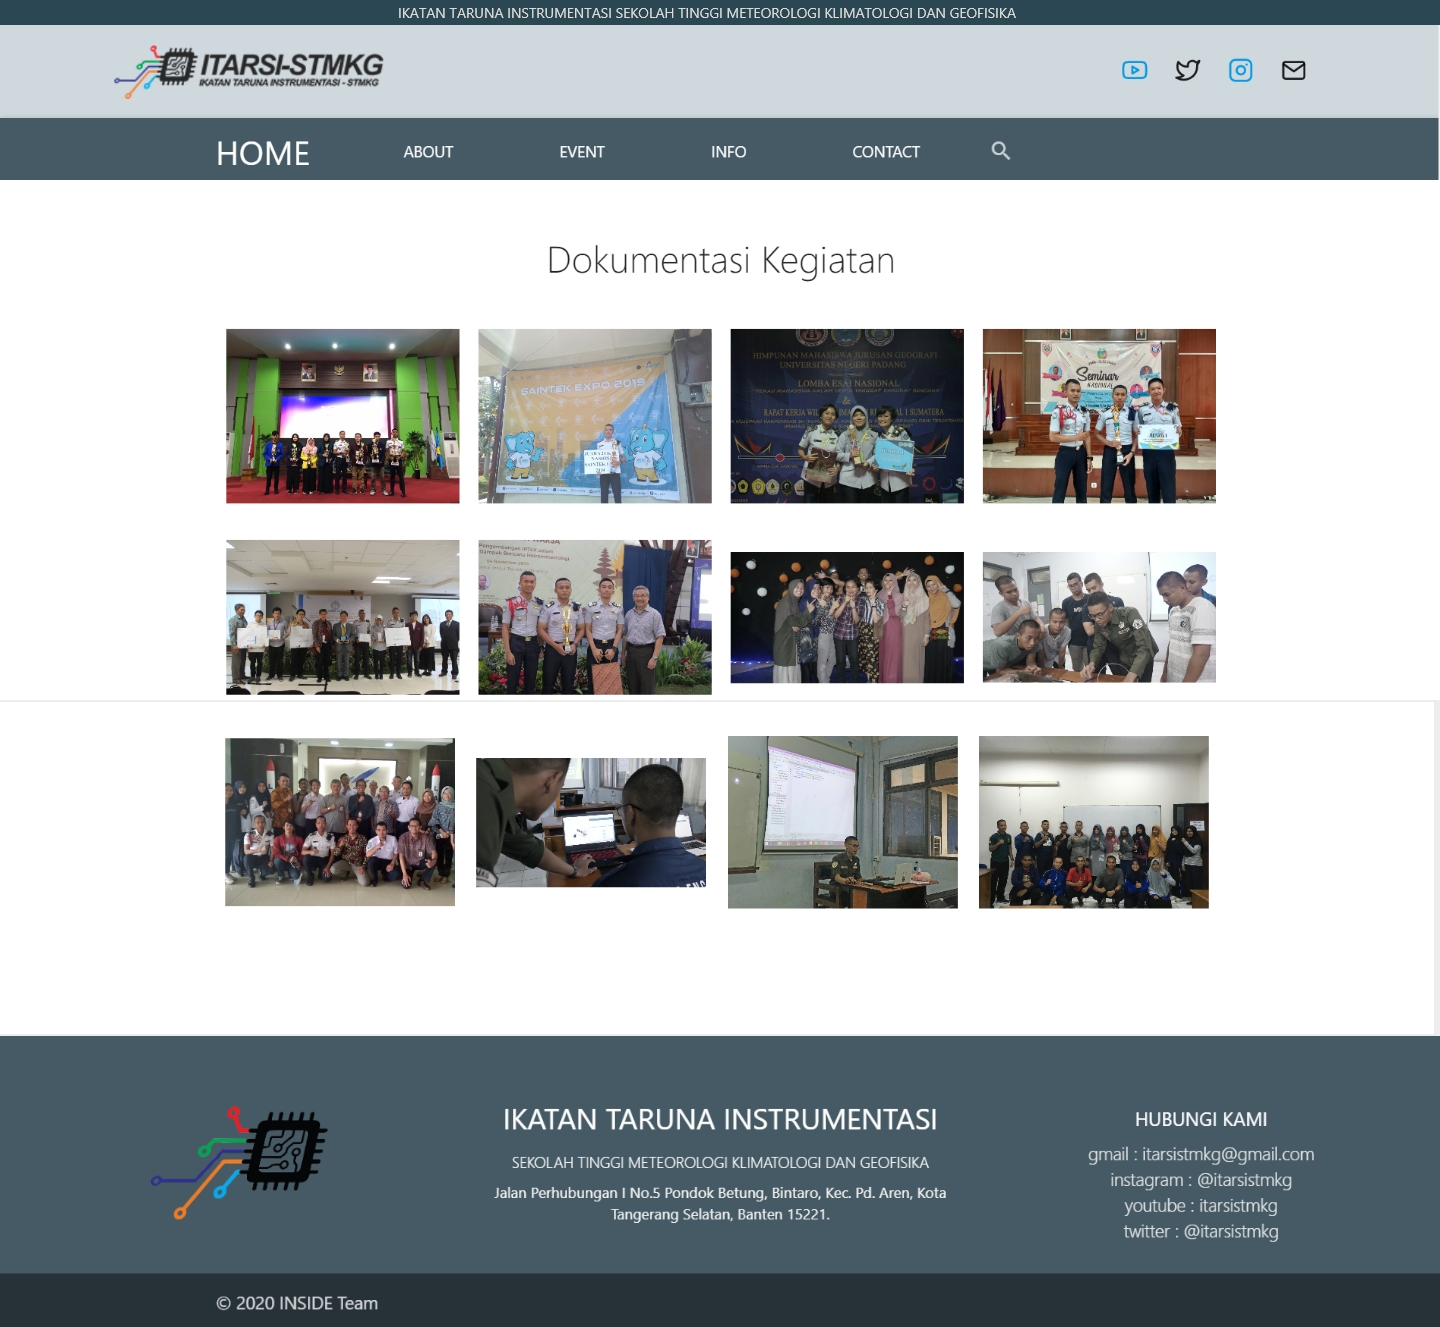 IKATAN TARUNA INSTRUMENTASI SEKOLAH TINGGI METEOROLOGI KLIMATOLOGI DAN GEOFISIKA
ITARSI-STMKG
IKATAN TARUNA INSTRUMENTASI - STMKG
HOME ABOUT EVENT INFO CONTACT
Dokumentasi Kegiatan
SAINTEK EXPO 2019
HIMPUNAN MAHASISWA JURUSAN GEOGRAFI
UNIVERSITAS NEGERI PADANG
LOMBA ESAI NASIONAL
&
Seminar
NASIONAL
IKATAN TARUNA INSTRUMENTASI
SEKOLAH TINGGI METEOROLOGI KLIMATOLOGI DAN GEOFISIKA
Jalan Perhubungan I No.5 Pondok Betung, Bintaro, Kec. Pd. Aren, Kota
Tangerang Selatan, Banten 15221.
HUBUNGI KAMI
gmail : itarsistmkg@gmail.com
instagram : @itarsistmkg
youtube : itarsistmkg
twitter : @itarsistmkg
© 2020 INSIDE Team